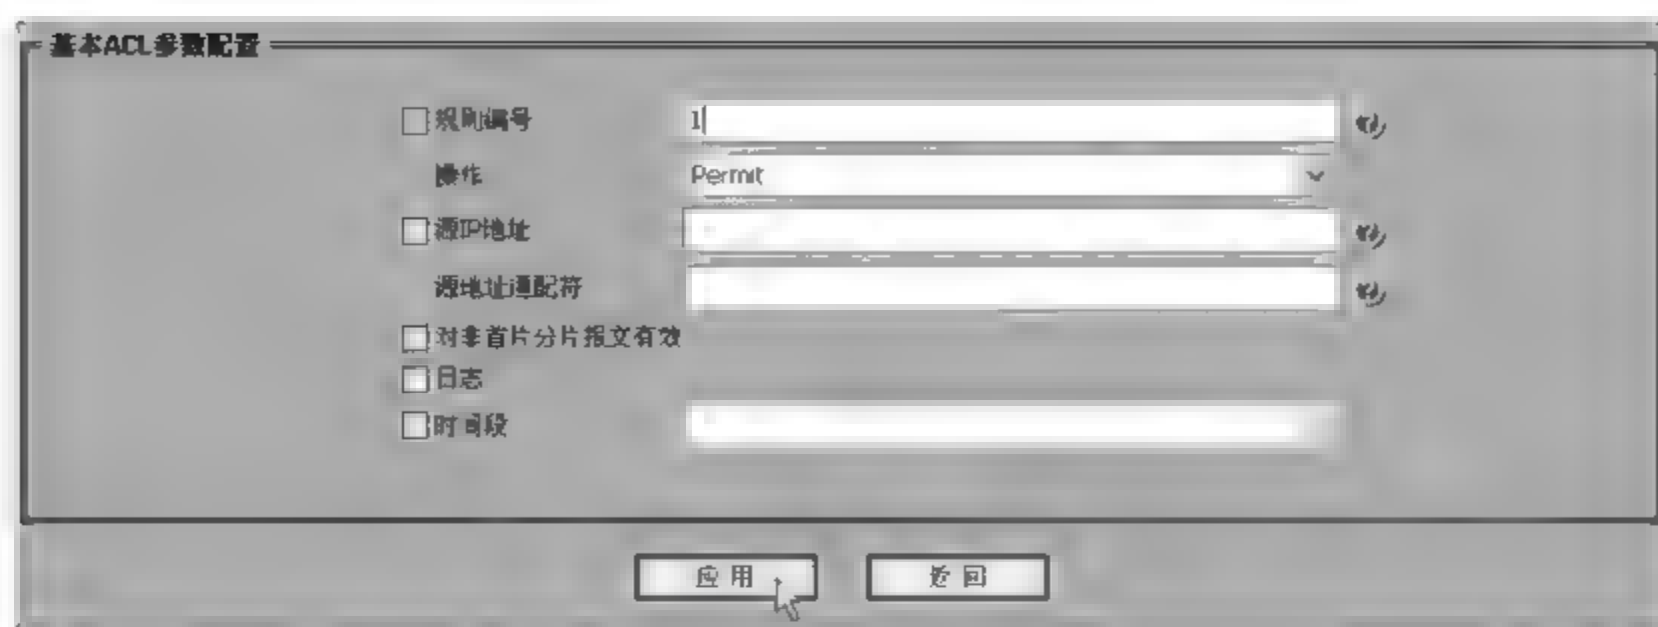 基本ACL参数配置
规则编号 1
操作 Permit
源IP地址
源地址通配符
对非首片分片报文有效
日志
时间段
应用 返回